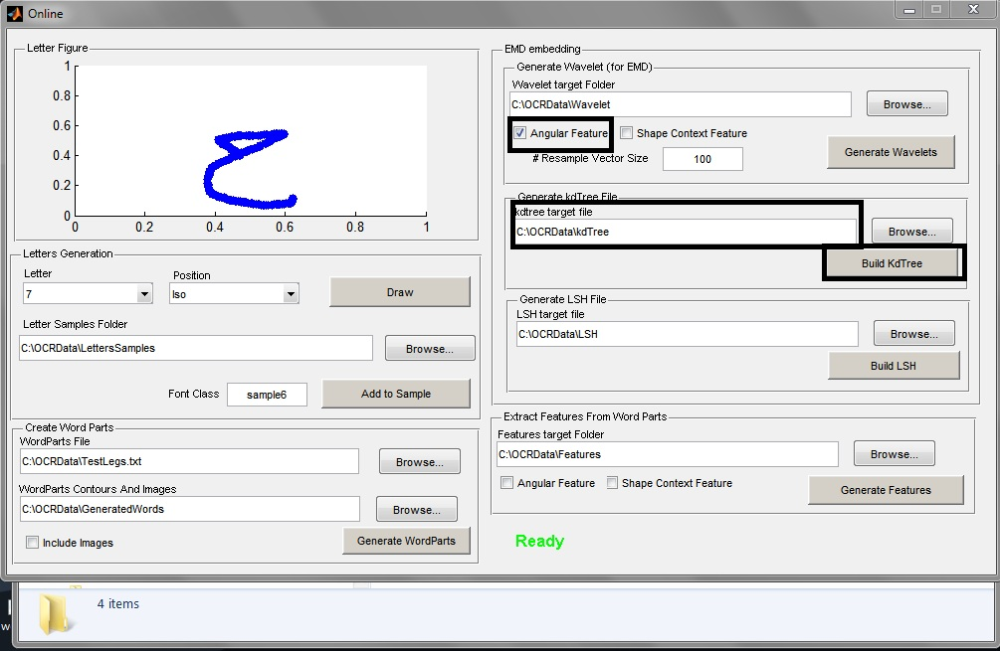 Online
Letter Figure
1
0.8
0.6
0.4
0.2
0
0 0.2 0.4 0.6 0.8 1
Letters Generation
Letter Position
7 Iso Draw
Letter Samples Folder
C:\OCRData\LettersSamples Browse...
Font Class sample6 Add to Sample
Create Word Parts
WordParts File
C:\OCRData\TestLegs.txt Browse...
WordParts Contours And Images
C:\OCRData\GeneratedWords Browse...
Include Images Generate WordParts
EMD embedding
Generate Wavelet (for EMD)
Wavelet target Folder
C:\OCRData\Wavelet Browse...
Angular Feature Shape Context Feature
# Resample Vector Size 100 Generate Wavelets
Generate kdTree File
kdtree target file
C:\OCRData\kdTree Browse...
Build KdTree
Generate LSH File
LSH target file
C:\OCRData\LSH Browse...
Build LSH
Extract Features From Word Parts
Features target Folder
C:\OCRData\Features Browse...
Angular Feature Shape Context Feature
Generate Features
Ready
4 items